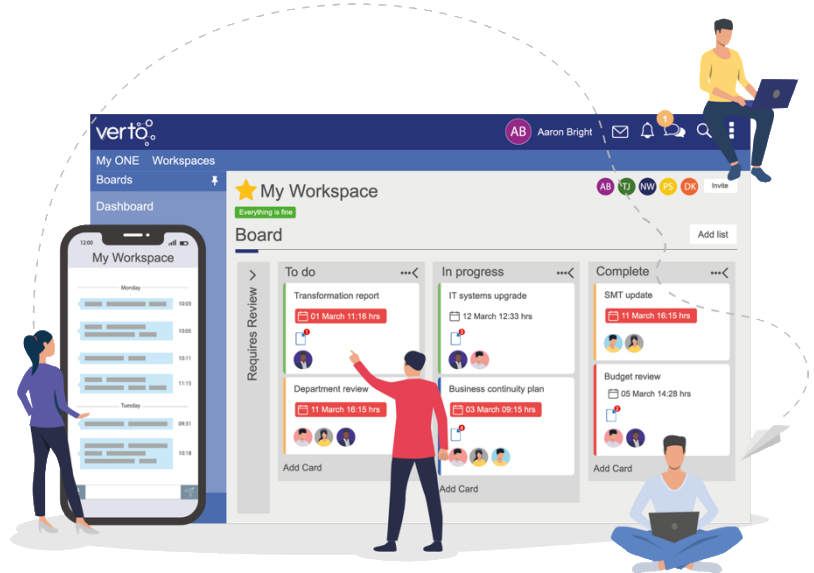 verto
AB Aaron Bright 1
My ONE Workspaces
Boards
Dashboard
My Workspace
AB TJ NW PS DK Invite
Everything is fine
Board
Add list
Requires Review
To do
Transformation report
01 March 11:16 hrs
1
Department review
11 March 16:15 hrs
Add Card
In progress
IT systems upgrade
12 March 12:33 hrs
3
Business continuity plan
03 March 09:15 hrs
4
Add Card
Complete
SMT update
11 March 16:15 hrs
Budget review
05 March 14:28 hrs
2
Add Card
12:00
My Workspace
Monday
10:03
10:05
10:11
11:15
Tuesday
09:31
10:18